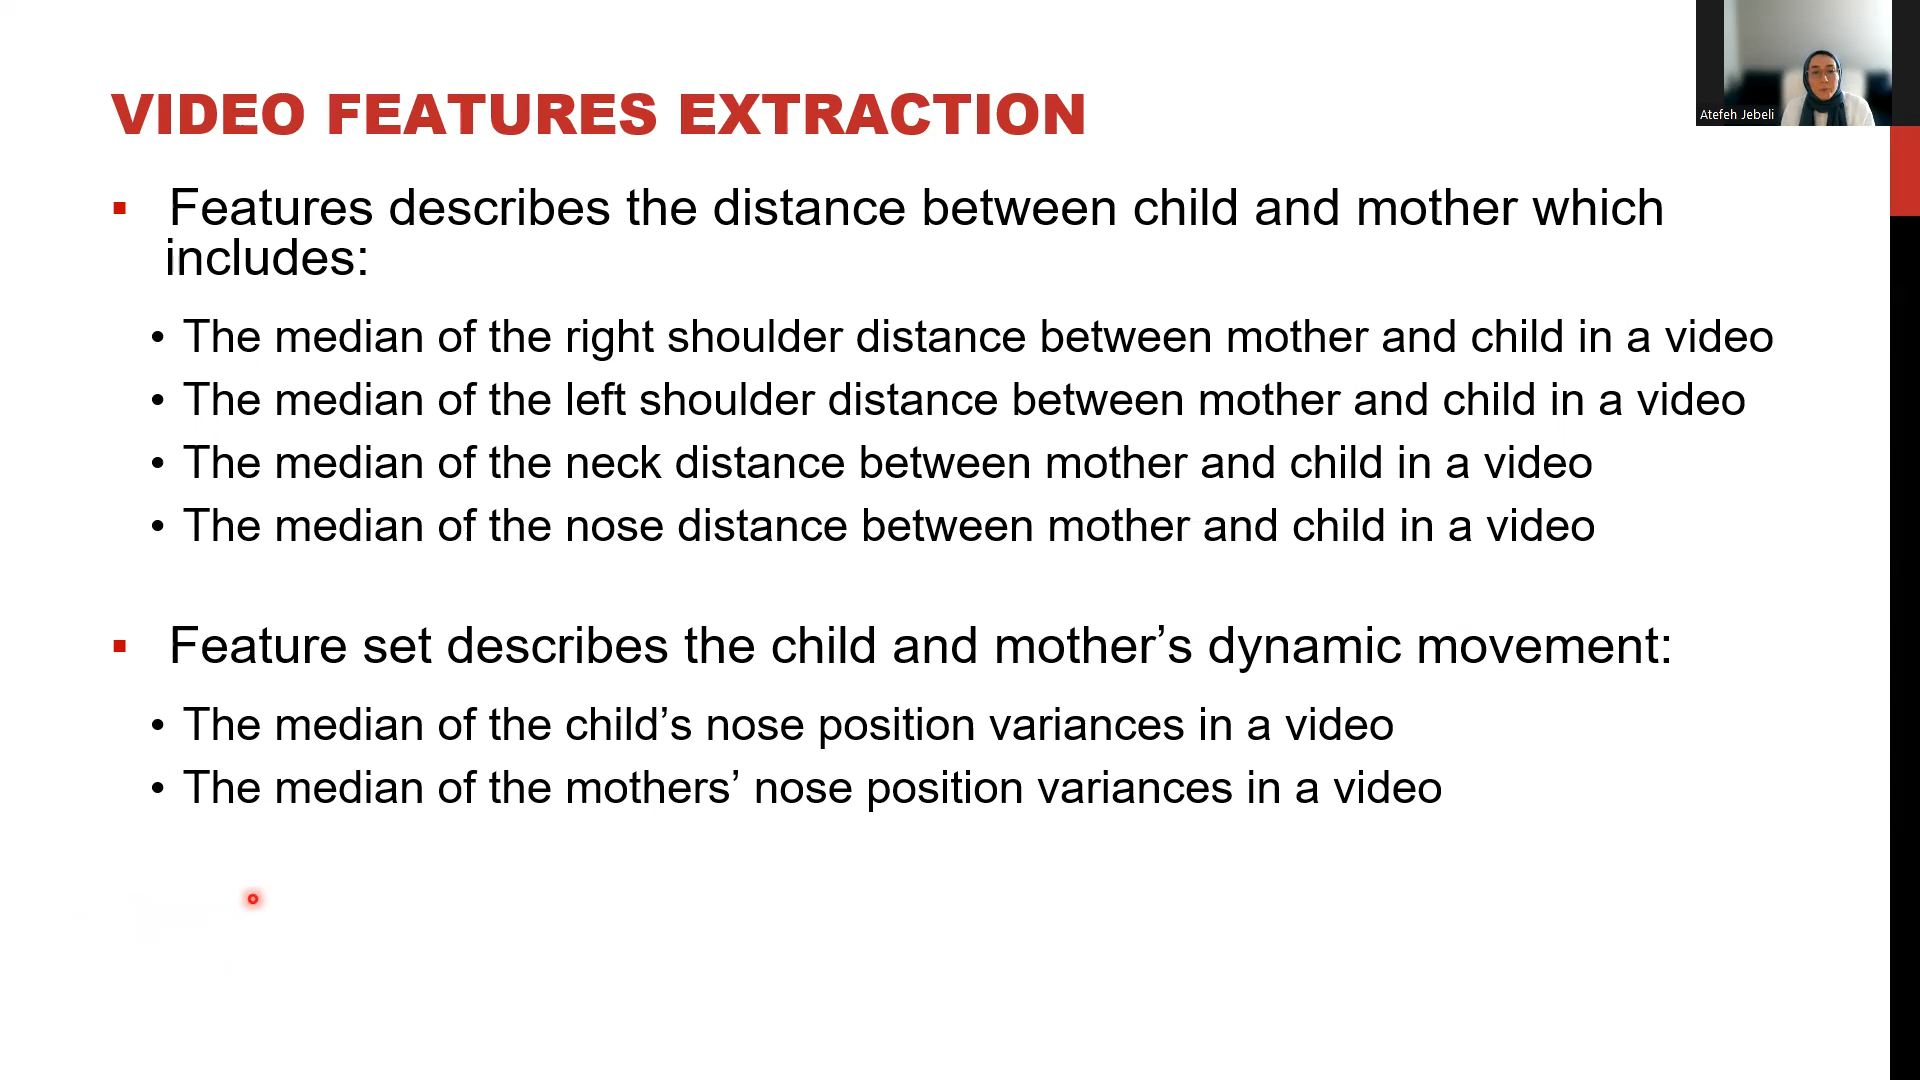 VIDEO FEATURES EXTRACTION
Atefeh Jebeli
▪ Features describes the distance between child and mother which
includes:
• The median of the right shoulder distance between mother and child in a video
• The median of the left shoulder distance between mother and child in a video
• The median of the neck distance between mother and child in a video
• The median of the nose distance between mother and child in a video
▪ Feature set describes the child and mother’s dynamic movement:
• The median of the child’s nose position variances in a video
• The median of the mothers’ nose position variances in a video